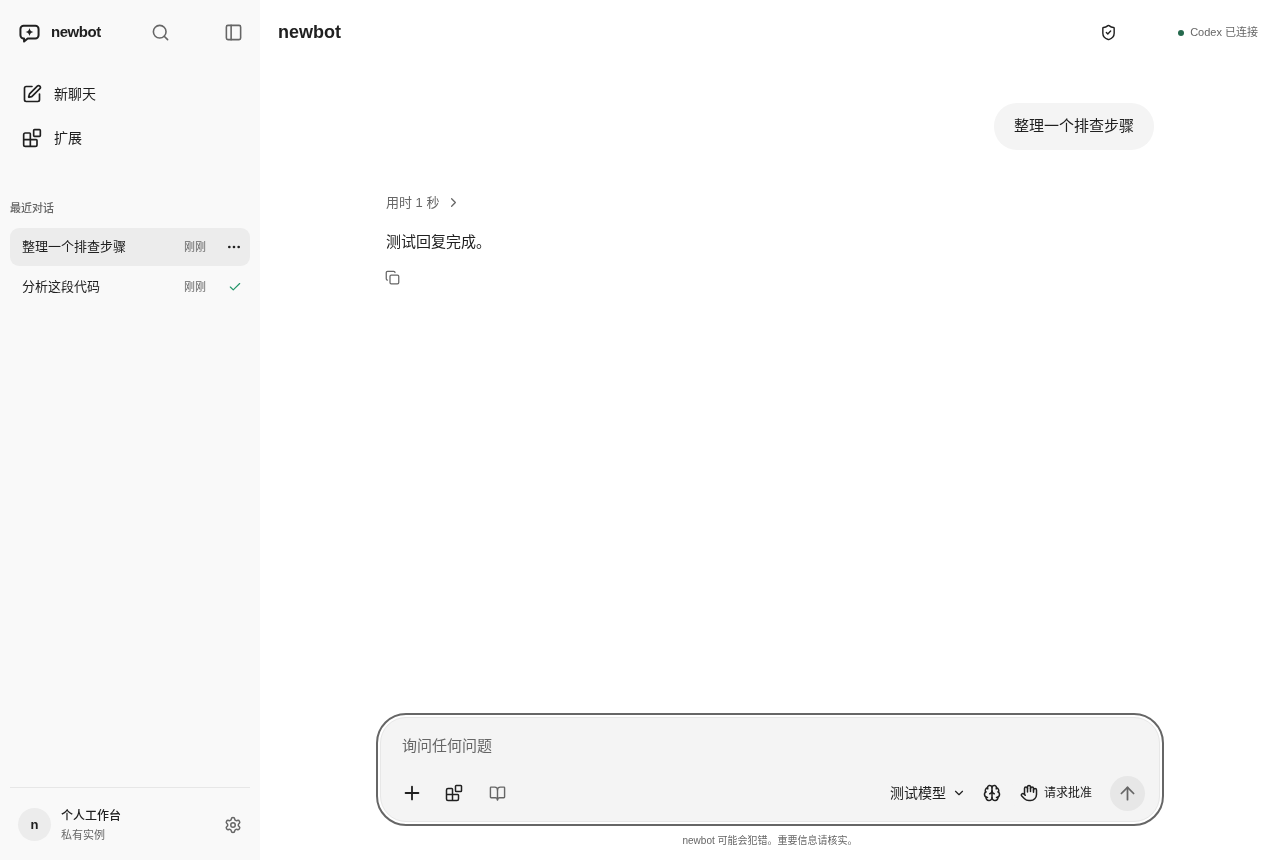 newbot
新聊天
扩展
最近对话
整理一个排查步骤 刚刚
分析这段代码 刚刚
n
个人工作台
私有实例
newbot
Codex 已连接
整理一个排查步骤
用时 1 秒
测试回复完成。
询问任何问题
测试模型
请求批准
newbot 可能会犯错。重要信息请核实。